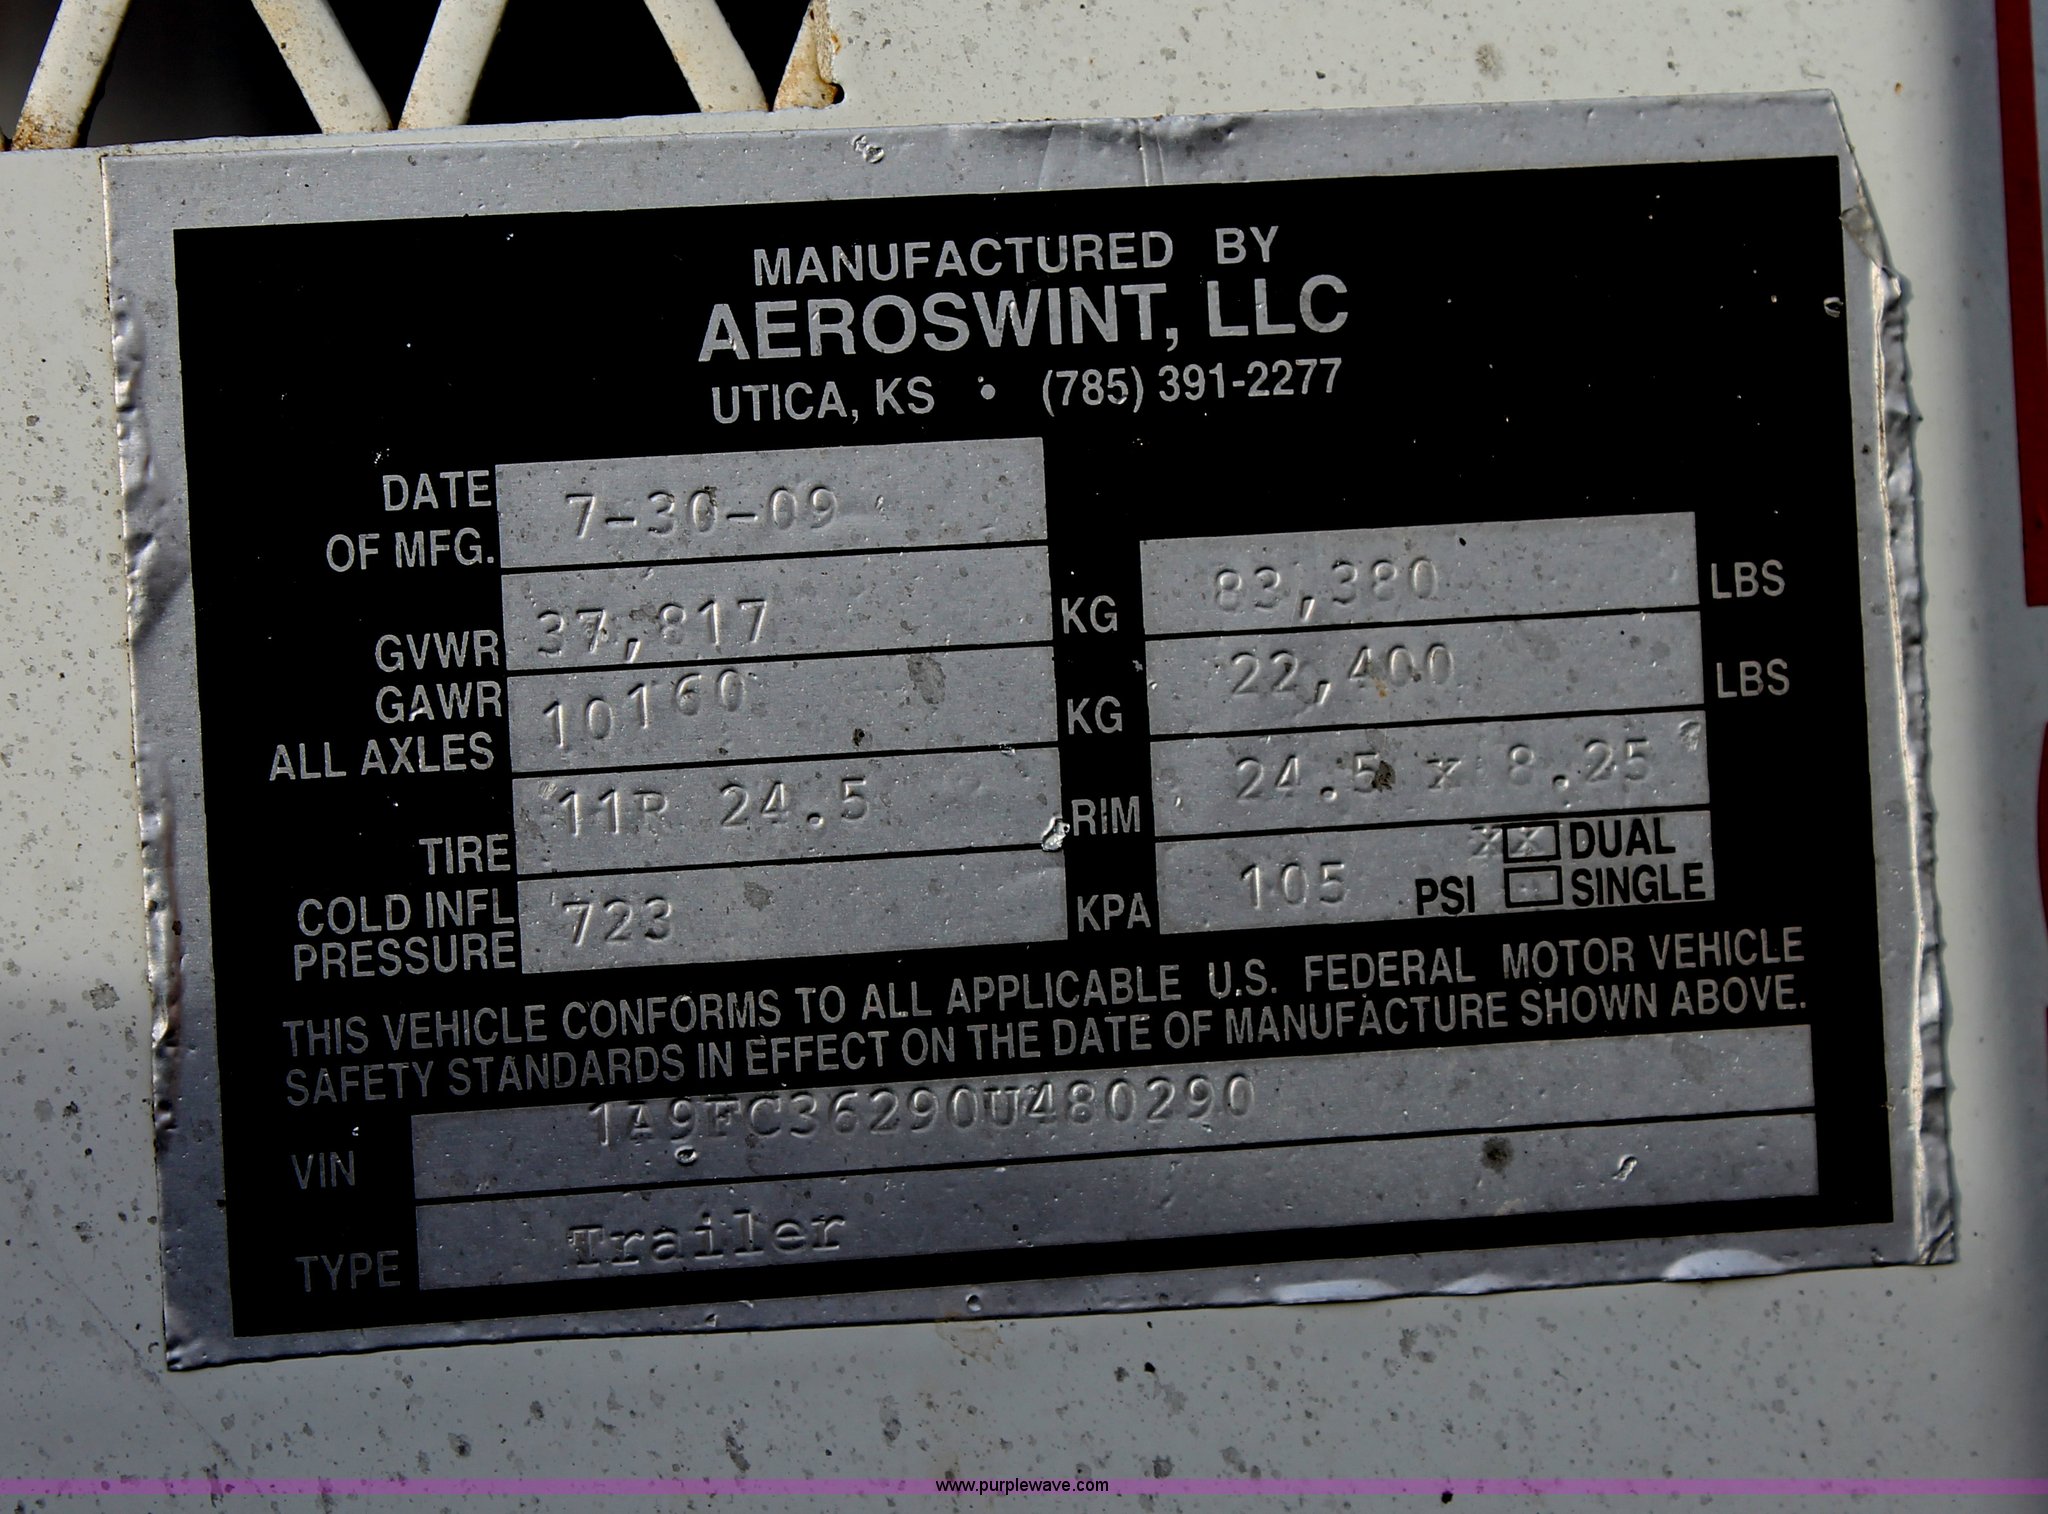 MANUFACTURED BY
AEROSWINT, LLC
UTICA, KS • (785) 391-2277
DATE
OF MFG. 7-30-09
GVWR 37,817 KG 83,380 LBS
GAWR
ALL AXLES 10160 KG 22,400 LBS
TIRE 11R 24.5 RIM 24.5 x 8.25
COLD INFL
PRESSURE 723 KPA 105 PSI
XX DUAL
SINGLE
THIS VEHICLE CONFORMS TO ALL APPLICABLE U.S. FEDERAL MOTOR VEHICLE
SAFETY STANDARDS IN EFFECT ON THE DATE OF MANUFACTURE SHOWN ABOVE.
VIN 1A9FC36290U480290
TYPE Trailer
www.purplewave.com